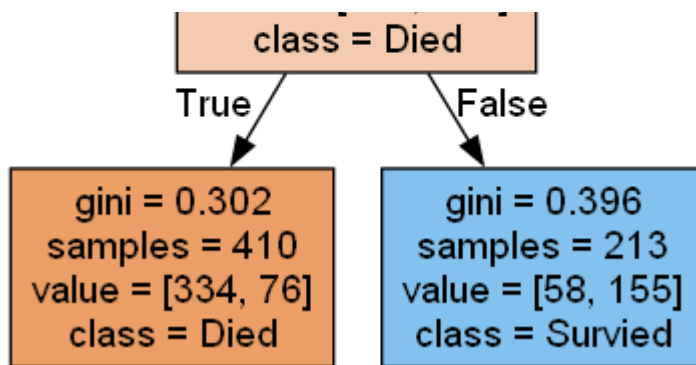 class = Died
True
False
gini = 0.302
samples = 410
value = [334, 76]
class = Died
gini = 0.396
samples = 213
value = [58, 155]
class = Survied